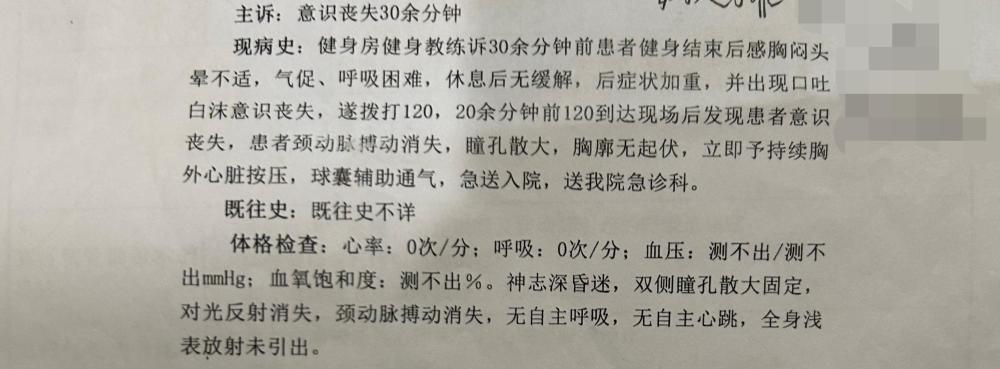 主诉：意识丧失30余分钟
现病史：健身房健身教练诉30余分钟前患者健身结束后感胸闷头
晕不适，气促、呼吸困难，休息后无缓解，后症状加重，并出现口吐
白沫意识丧失，遂拨打120，20余分钟前120到达现场后发现患者意识
丧失，患者颈动脉搏动消失，瞳孔散大，胸廓无起伏，立即予持续胸
外心脏按压，球囊辅助通气，急送入院，送我院急诊科。
既往史：既往史不详
体格检查：心率：0次/分；呼吸：0次/分；血压：测不出/测不
出mmHg；血氧饱和度：测不出%。神志深昏迷，双侧瞳孔散大固定，
对光反射消失，颈动脉搏动消失，无自主呼吸，无自主心跳，全身浅
表放射未引出。